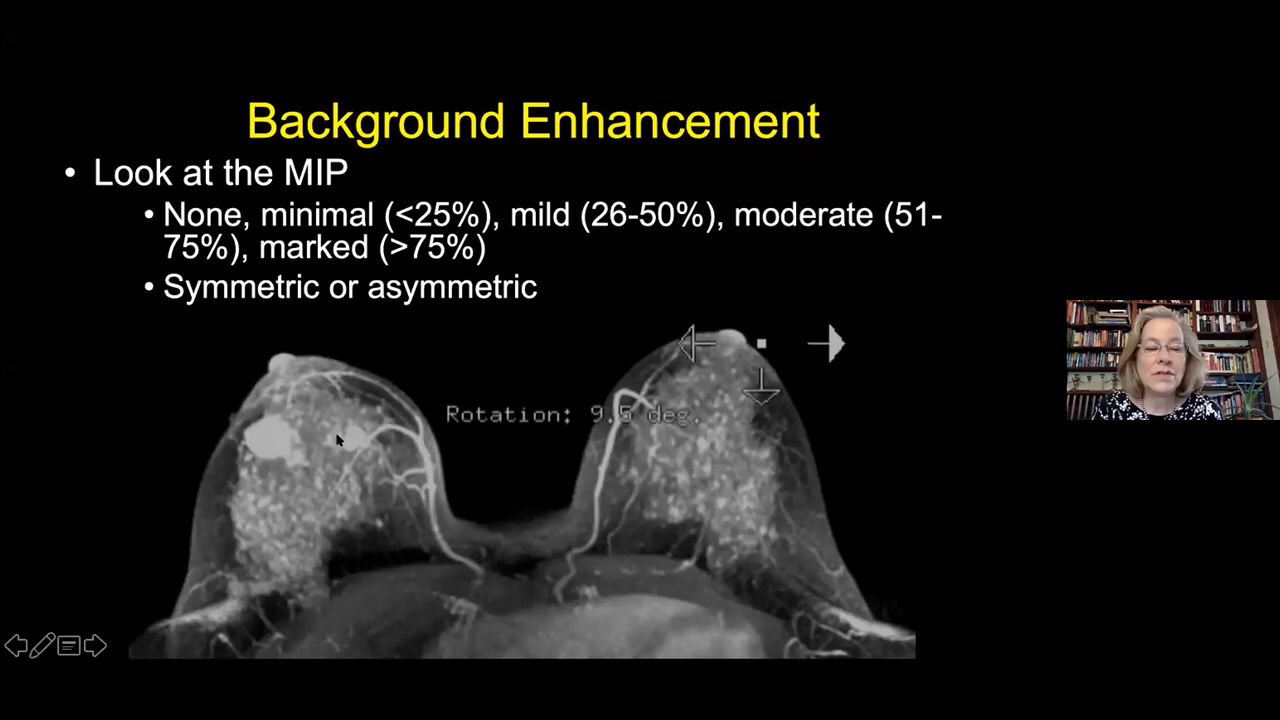 Background Enhancement
• Look at the MIP
• None, minimal (<25%), mild (26-50%), moderate (51-
75%), marked (>75%)
• Symmetric or asymmetric
Rotation: 9.5 deg.